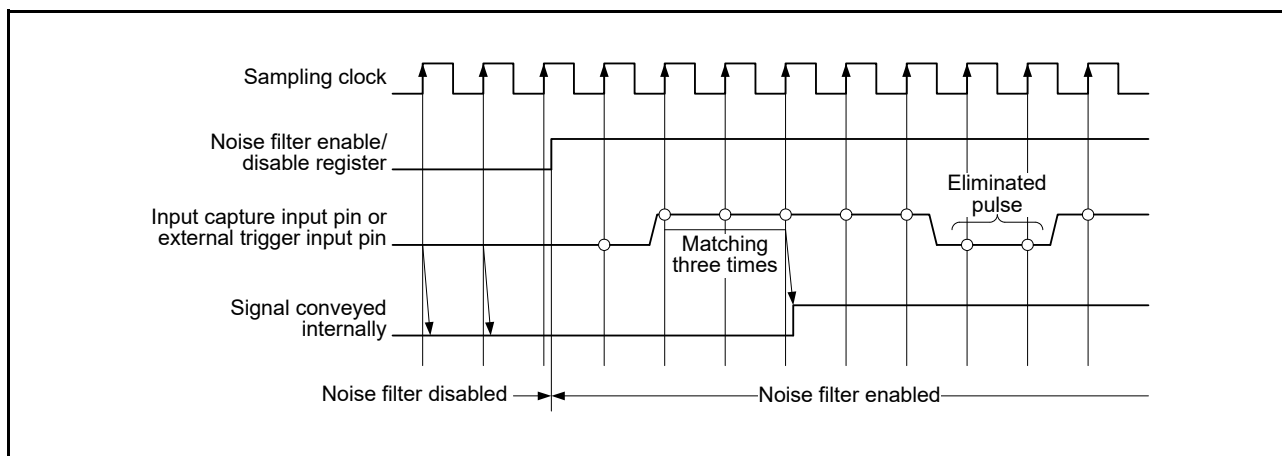 Sampling clock
Noise filter enable/
disable register
Eliminated
pulse
Input capture input pin or
external trigger input pin
Matching
three times
Signal conveyed
internally
Noise filter disabled
Noise filter enabled